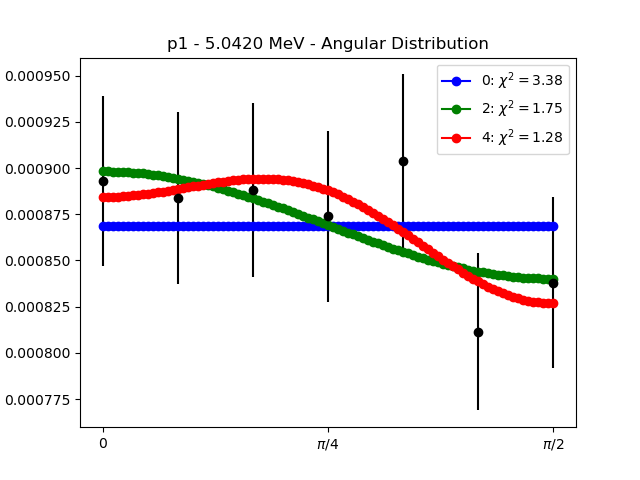 p1 - 5.0420 MeV - Angular Distribution
0.000950
0.000925
0.000900
0.000875
0.000850
0.000825
0.000800
0.000775
0: χ² = 3.38
2: χ² = 1.75
4: χ² = 1.28
0
π/4
π/2